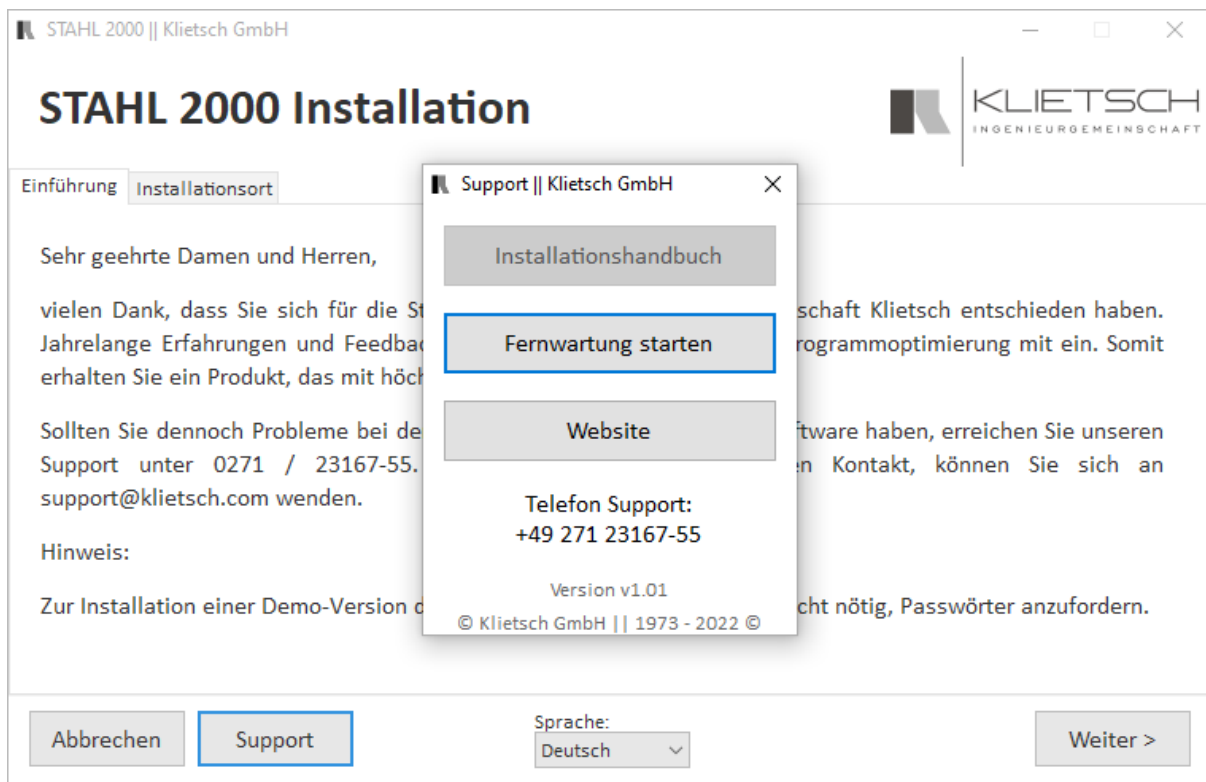 STAHL 2000 || Klietsch GmbH
STAHL 2000 Installation
KLIETSCH
INGENIEURGEMEINSCHAFT
Einführung
Installationsort
Sehr geehrte Damen und Herren,
vielen Dank, dass Sie sich für die
schaft Klietsch entschieden haben.
Jahrelange Erfahrungen und
rogrammoptimierung mit ein. Somit
erhalten Sie ein Produkt, das mit
Sollten Sie dennoch Probleme bei
ftware haben, erreichen Sie unseren
Support unter 0271 / 23167-55.
en Kontakt, können Sie sich an
support@klietsch.com wenden.
Hinweis:
Zur Installation einer Demo-Version
cht nötig, Passwörter anzufordern.
Support || Klietsch GmbH
Installationshandbuch
Fernwartung starten
Website
Telefon Support:
+49 271 23167-55
Version v1.01
© Klietsch GmbH || 1973 - 2022 ©
Abbrechen
Support
Sprache:
Deutsch
Weiter >